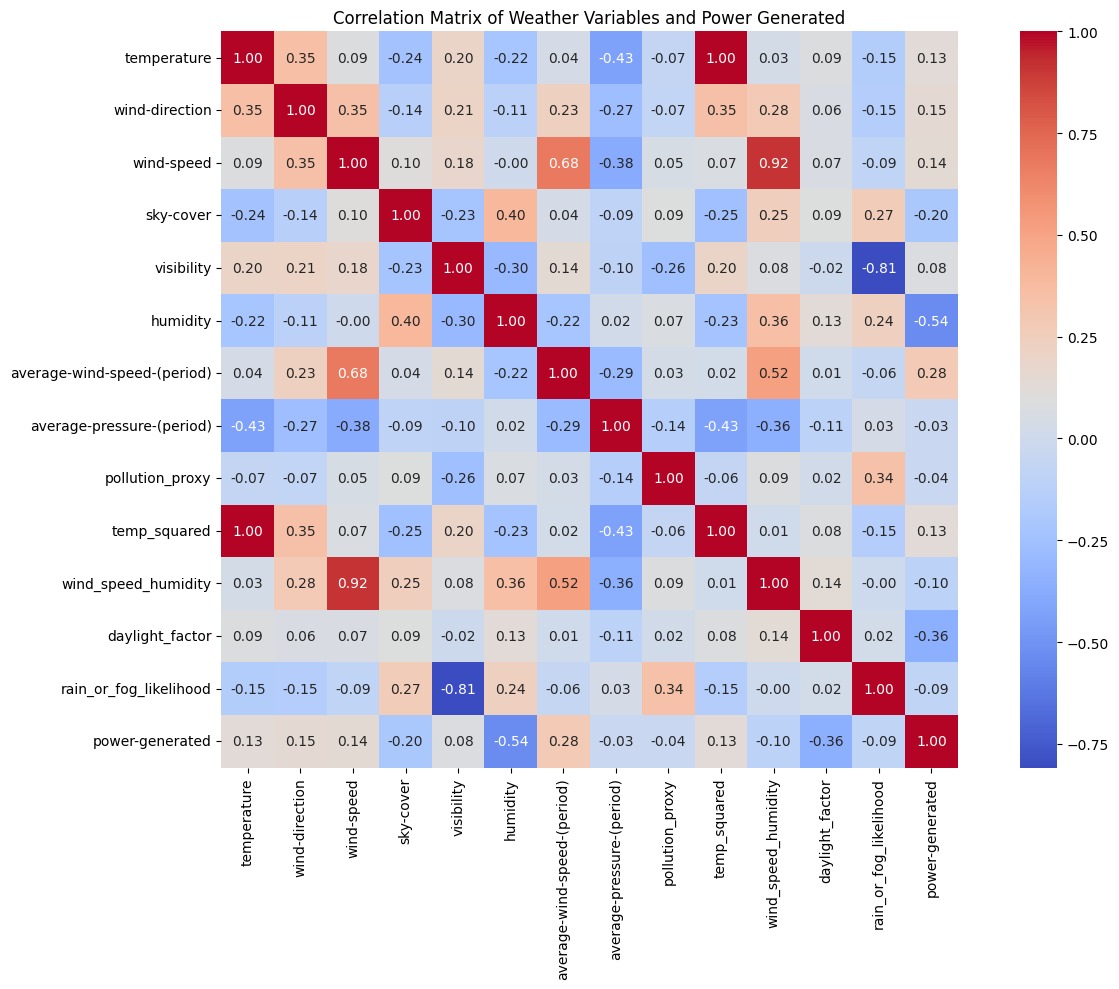 Correlation Matrix of Weather Variables and Power Generated
temperature 1.00 0.35 0.09 -0.24 0.20 -0.22 0.04 -0.43 -0.07 1.00 0.03 0.09 -0.15 0.13
wind-direction 0.35 1.00 0.35 -0.14 0.21 -0.11 0.23 -0.27 -0.07 0.35 0.28 0.06 -0.15 0.15
wind-speed 0.09 0.35 1.00 0.10 0.18 -0.00 0.68 -0.38 0.05 0.07 0.92 0.07 -0.09 0.14
sky-cover -0.24 -0.14 0.10 1.00 -0.23 0.40 0.04 -0.09 0.09 -0.25 0.25 0.09 0.27 -0.20
visibility 0.20 0.21 0.18 -0.23 1.00 -0.30 0.14 -0.10 -0.26 0.20 0.08 -0.02 -0.81 0.08
humidity -0.22 -0.11 -0.00 0.40 -0.30 1.00 -0.22 0.02 0.07 -0.23 0.36 0.13 0.24 -0.54
average-wind-speed-(period) 0.04 0.23 0.68 0.04 0.14 -0.22 1.00 -0.29 0.03 0.02 0.52 0.01 -0.06 0.28
average-pressure-(period) -0.43 -0.27 -0.38 -0.09 -0.10 0.02 -0.29 1.00 -0.14 -0.43 -0.36 -0.11 0.03 -0.03
pollution_proxy -0.07 -0.07 0.05 0.09 -0.26 0.07 0.03 -0.14 1.00 -0.06 0.09 0.02 0.34 -0.04
temp_squared 1.00 0.35 0.07 -0.25 0.20 -0.23 0.02 -0.43 -0.06 1.00 0.01 0.08 -0.15 0.13
wind_speed_humidity 0.03 0.28 0.92 0.25 0.08 0.36 0.52 -0.36 0.09 0.01 1.00 0.14 -0.00 -0.10
daylight_factor 0.09 0.06 0.07 0.09 -0.02 0.13 0.01 -0.11 0.02 0.08 0.14 1.00 0.02 -0.36
rain_or_fog_likelihood -0.15 -0.15 -0.09 0.27 -0.81 0.24 -0.06 0.03 0.34 -0.15 -0.00 0.02 1.00 -0.09
power-generated 0.13 0.15 0.14 -0.20 0.08 -0.54 0.28 -0.03 -0.04 0.13 -0.10 -0.36 -0.09 1.00
temperature
wind-direction
wind-speed
sky-cover
visibility
humidity
average-wind-speed-(period)
average-pressure-(period)
pollution_proxy
temp_squared
wind_speed_humidity
daylight_factor
rain_or_fog_likelihood
power-generated
1.00
0.75
0.50
0.25
0.00
−0.25
−0.50
−0.75